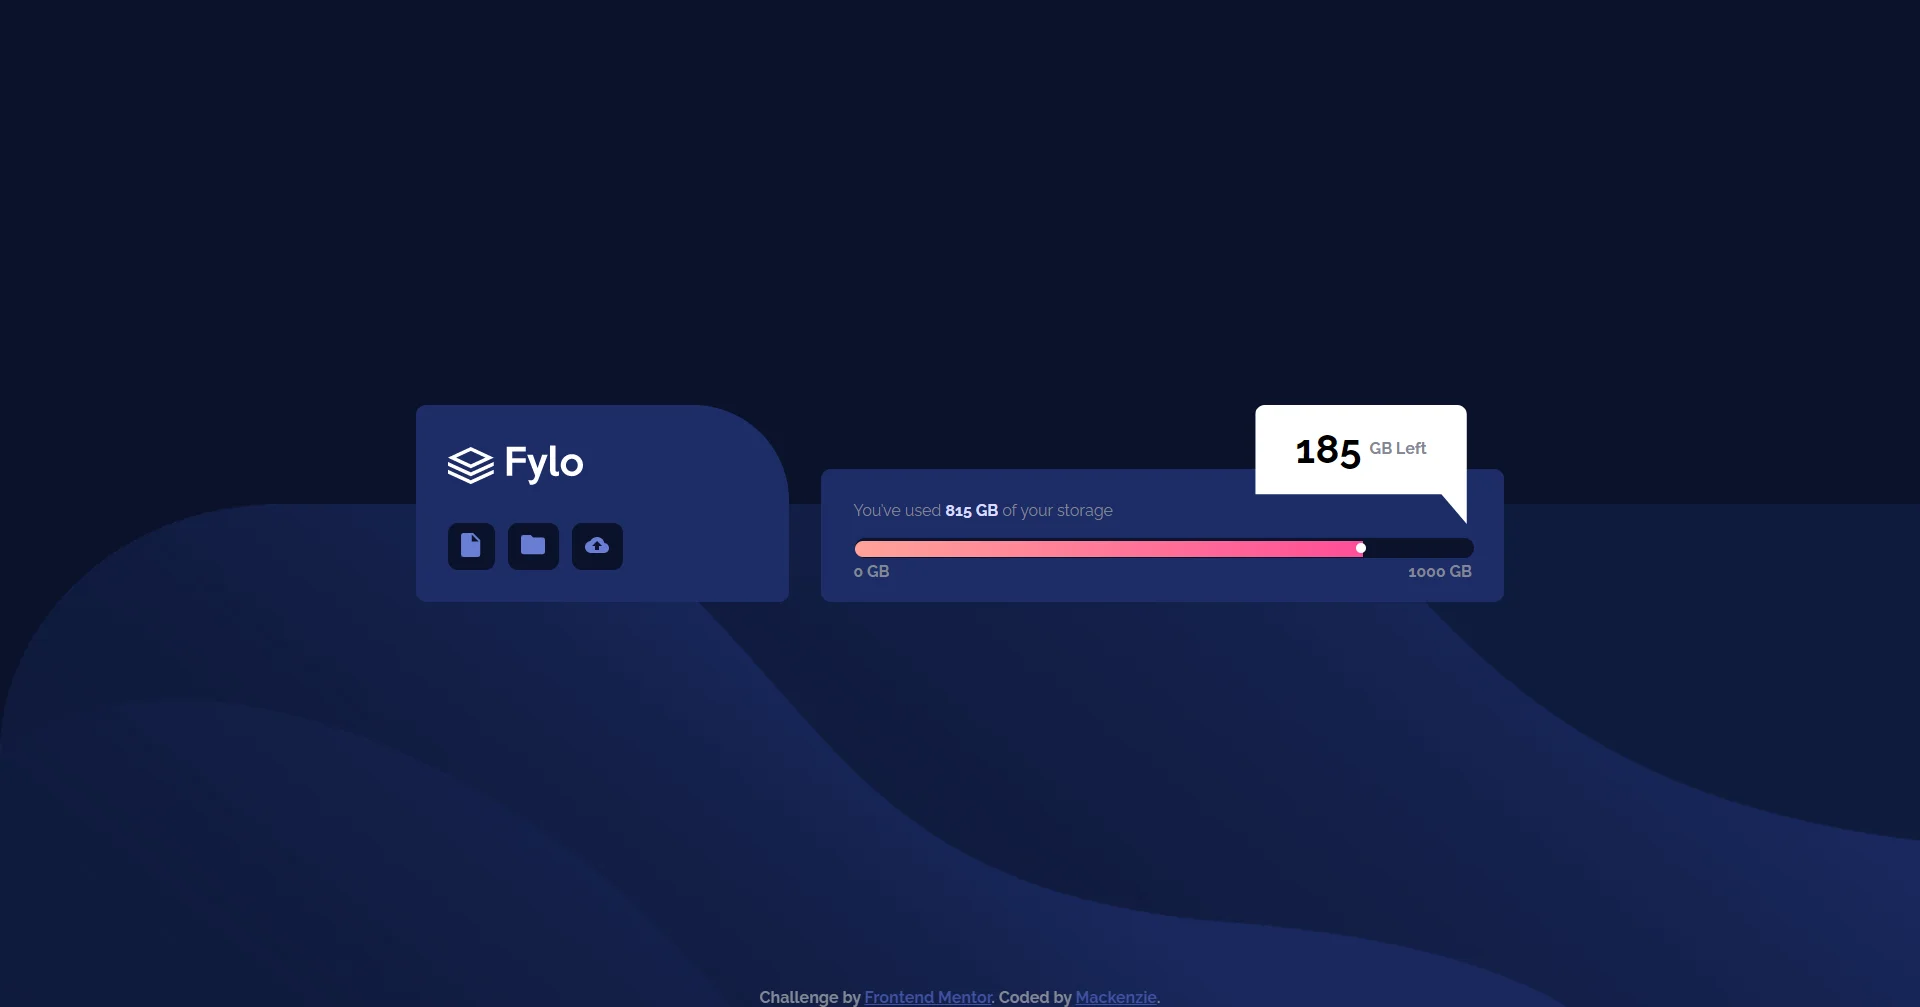 Fylo
185 GB Left
You've used 815 GB of your storage
0 GB 1000 GB
Challenge by Frontend Mentor. Coded by Mackenzie.